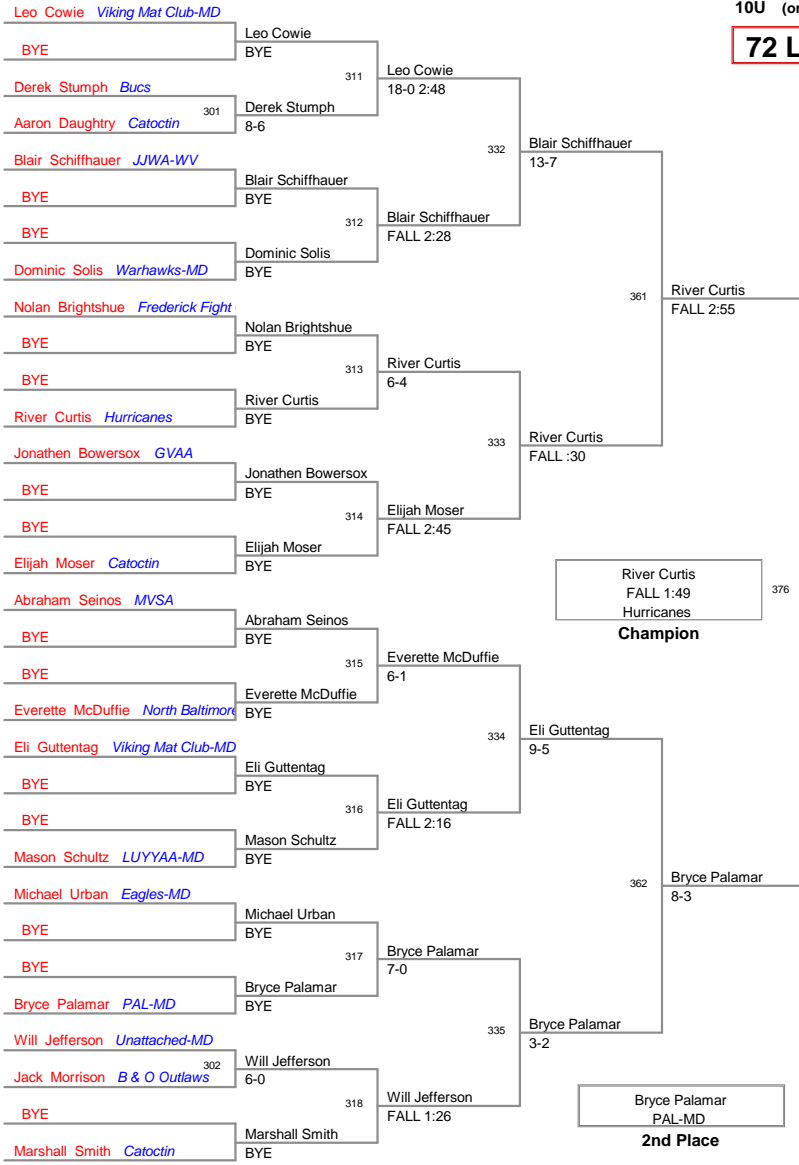 10U (or
72 L
Leo Cowie Viking Mat Club-MD
BYE
Derek Stumph Bucs
301
Aaron Daughtry Catoctin
Blair Schiffhauer JJWA-WV
BYE
BYE
Dominic Solis Warhawks-MD
Nolan Brightshue Frederick Fight
BYE
BYE
River Curtis Hurricanes
Jonathen Bowersox GVAA
BYE
BYE
Elijah Moser Catoctin
Abraham Seinos MVSA
BYE
BYE
Everette McDuffie North Baltimore
Eli Guttentag Viking Mat Club-MD
BYE
BYE
Mason Schultz LUYYAA-MD
Michael Urban Eagles-MD
BYE
BYE
Bryce Palamar PAL-MD
Will Jefferson Unattached-MD
302
Jack Morrison B & O Outlaws
BYE
Marshall Smith Catoctin
Leo Cowie
BYE
311
Derek Stumph
8-6
Blair Schiffhauer
BYE
312
Dominic Solis
BYE
Nolan Brightshue
BYE
313
River Curtis
BYE
Jonathen Bowersox
BYE
314
Elijah Moser
BYE
Abraham Seinos
BYE
315
Everette McDuffie
BYE
Eli Guttentag
BYE
316
Mason Schultz
BYE
Michael Urban
BYE
317
Bryce Palamar
BYE
Will Jefferson
6-0
318
Marshall Smith
BYE
Leo Cowie
18-0 2:48
332
Blair Schiffhauer
FALL 2:28
River Curtis
6-4
333
Elijah Moser
FALL 2:45
Everette McDuffie
6-1
334
Eli Guttentag
FALL 2:16
Bryce Palamar
7-0
335
Will Jefferson
FALL 1:26
Blair Schiffhauer
13-7
361
River Curtis
FALL :30
Eli Guttentag
9-5
362
Bryce Palamar
3-2
River Curtis
FALL 2:55
Bryce Palamar
8-3
River Curtis
FALL 1:49
Hurricanes
376
Champion
Bryce Palamar
PAL-MD
2nd Place